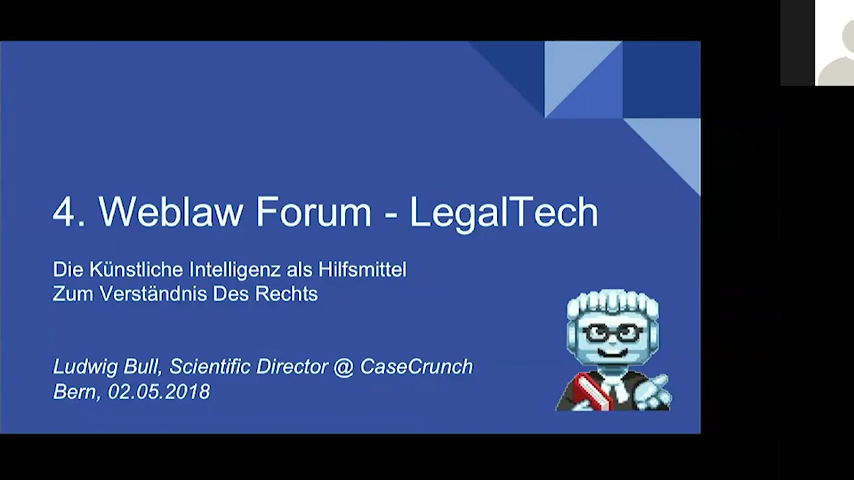 4. Weblaw Forum - LegalTech
Die Künstliche Intelligenz als Hilfsmittel
Zum Verständnis Des Rechts
Ludwig Bull, Scientific Director @ CaseCrunch
Bern, 02.05.2018